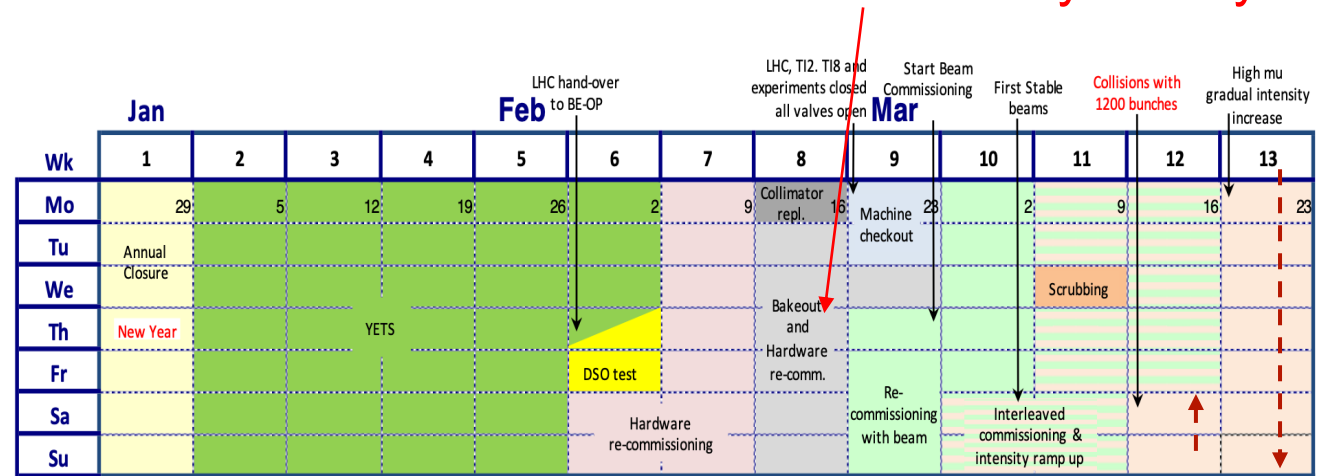 LHC hand-over
to BE-OP
LHC, TI2. TI8 and
experiments closed
all valves open
Start Beam
Commissioning
First Stable
beams
Collisions with
1200 bunches
High mu
gradual intensity
increase
Jan
Feb
Mar
Wk 1 2 3 4 5 6 7 8 9 10 11 12 13
Mo 29 5 12 19 26 2 9 Collimator repl. 16 23 2 9 16 23
Machine
checkout
Tu
Annual
Closure
We
Scrubbing
Th
New Year
YETS
Bakeout
and
Hardware
re-comm.
Fr
DSO test
Sa
Hardware
re-commissioning
Re-
commissioning
with beam
Interleaved
commissioning &
intensity ramp up
Su